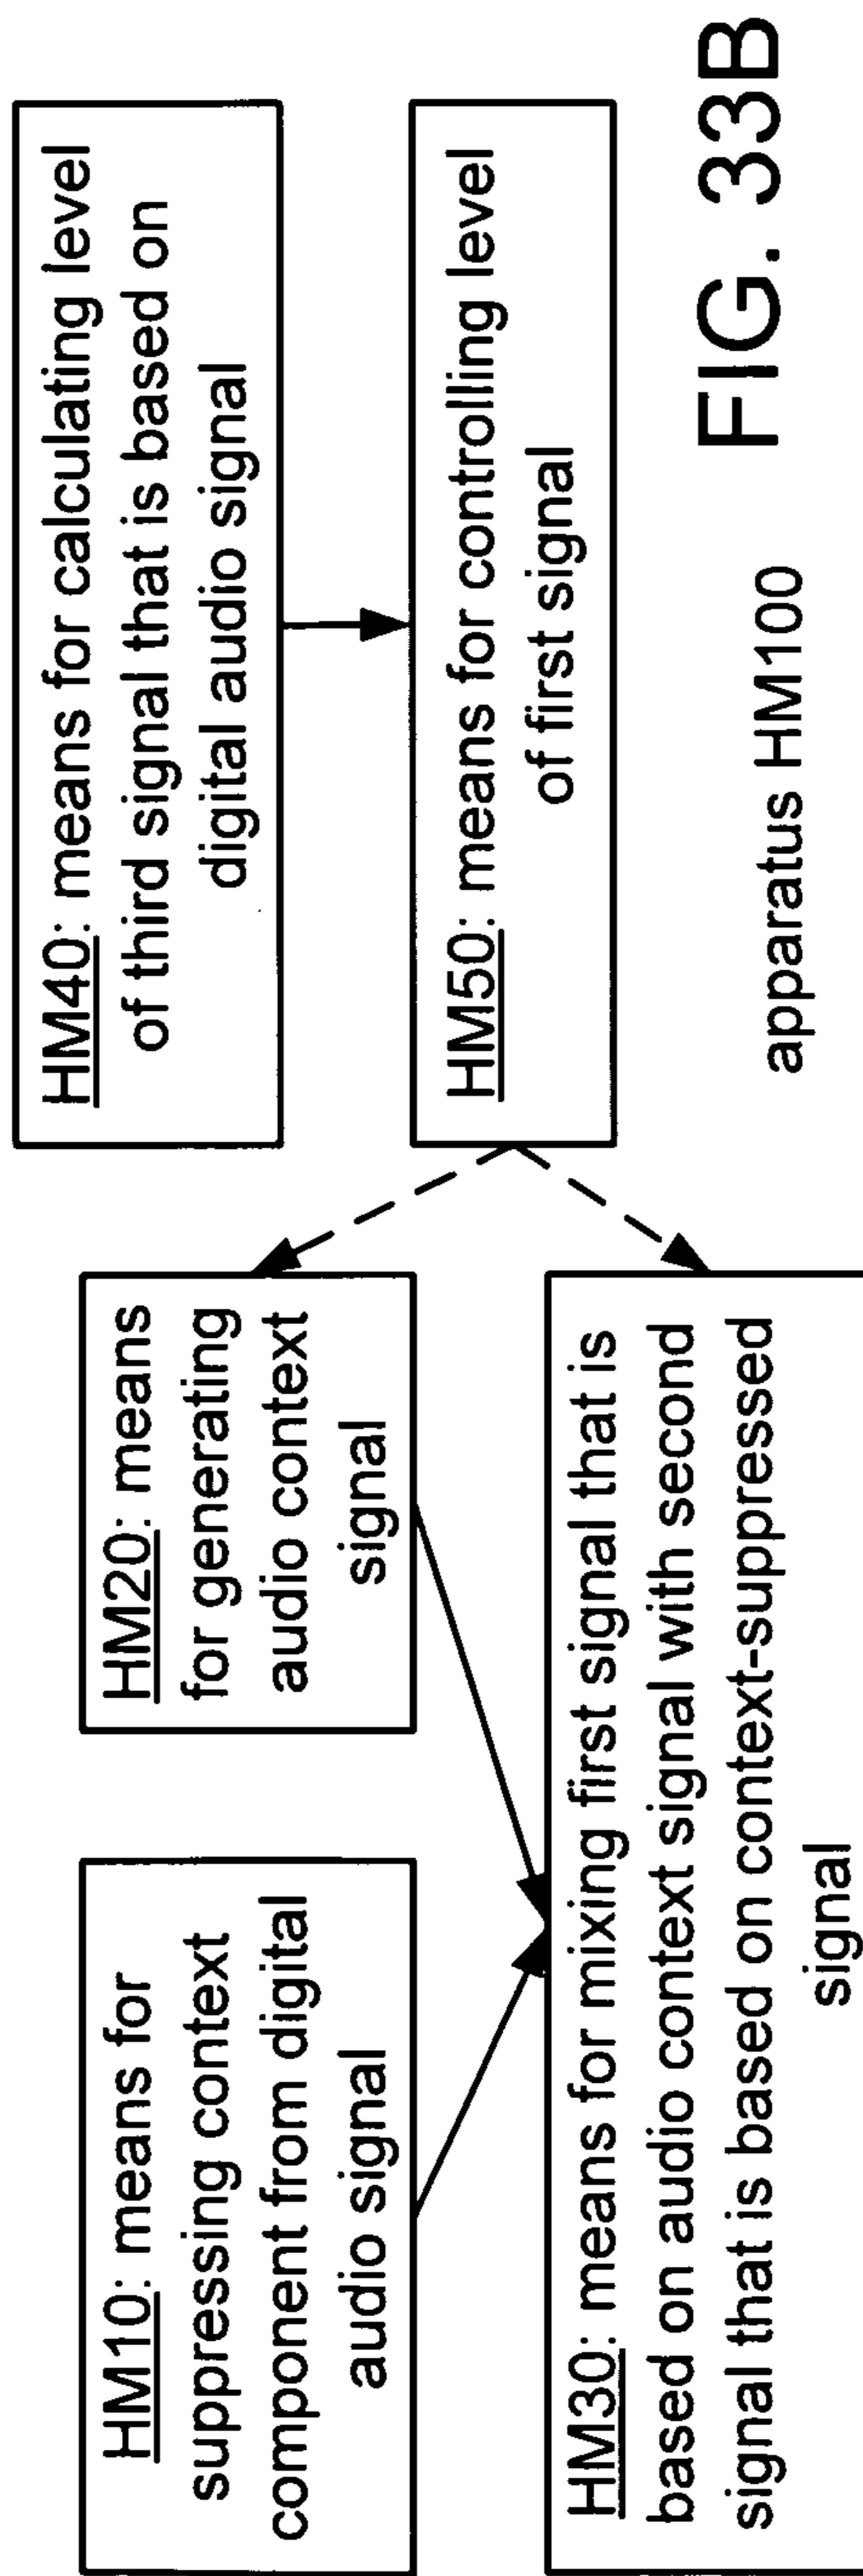 HM10: means for
suppressing context
component from digital
audio signal
HM20: means
for generating
audio context
signal
HM40: means for calculating level
of third signal that is based on
digital audio signal
HM30: means for mixing first signal that is
based on audio context signal with second
signal that is based on context-suppressed
signal
HM50: means for controlling level
of first signal
apparatus HM100
FIG. 33B